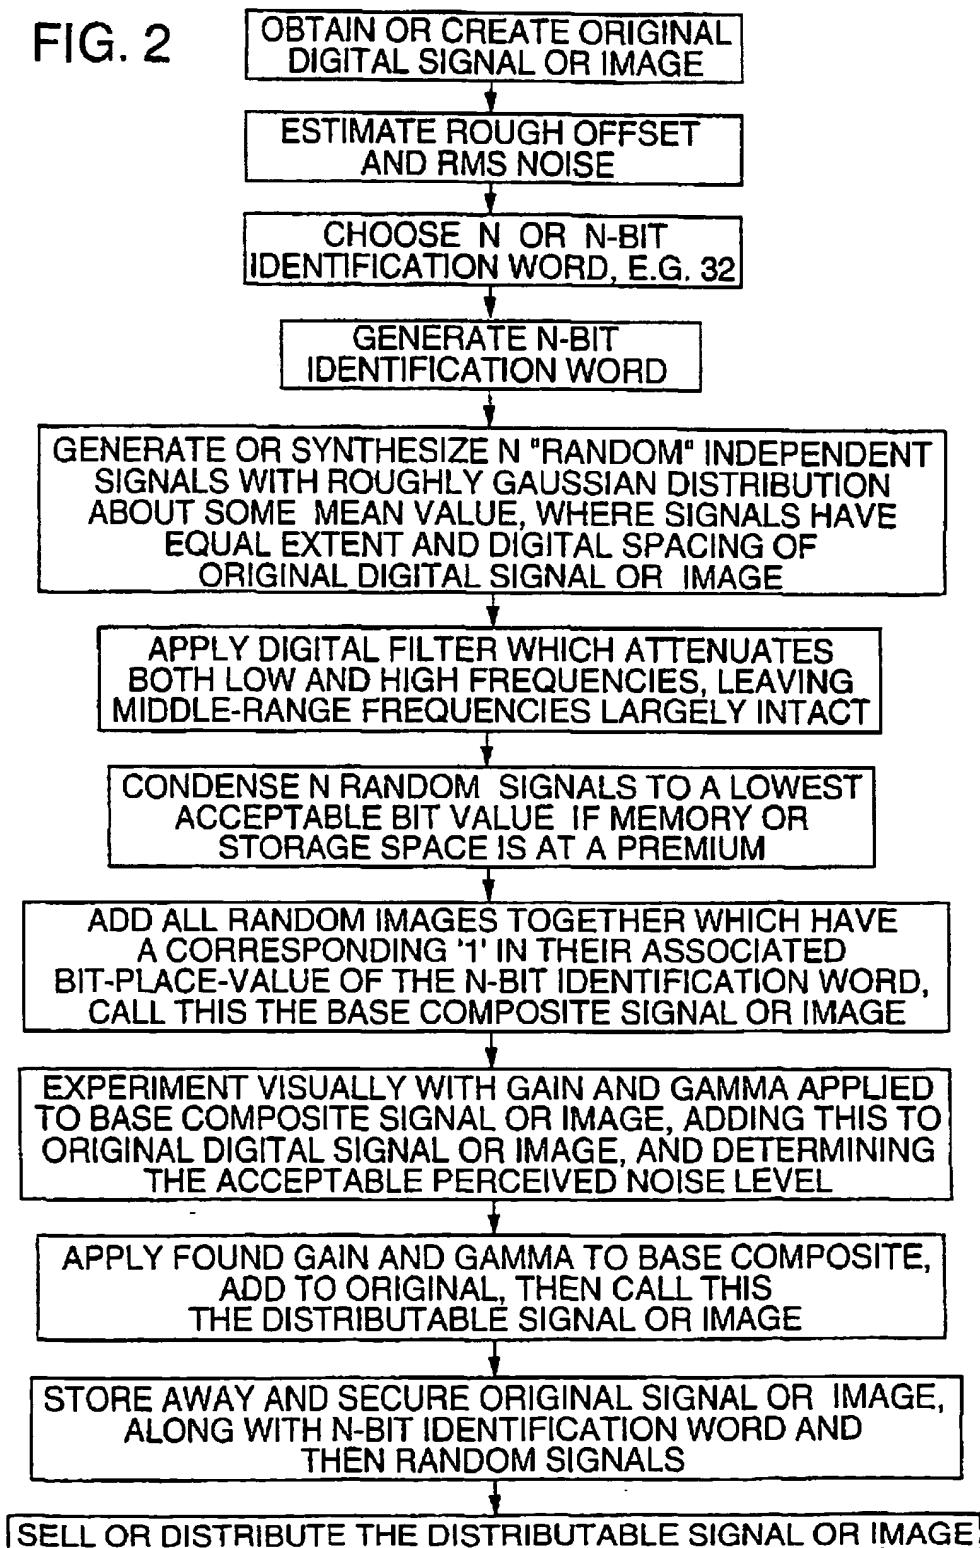 FIG. 2
OBTAIN OR CREATE ORIGINAL
DIGITAL SIGNAL OR IMAGE
ESTIMATE ROUGH OFFSET
AND RMS NOISE
CHOOSE N OR N-BIT
IDENTIFICATION WORD, E.G. 32
GENERATE N-BIT
IDENTIFICATION WORD
GENERATE OR SYNTHESIZE N "RANDOM" INDEPENDENT
SIGNALS WITH ROUGHLY GAUSSIAN DISTRIBUTION
ABOUT SOME MEAN VALUE, WHERE SIGNALS HAVE
EQUAL EXTENT AND DIGITAL SPACING OF
ORIGINAL DIGITAL SIGNAL OR IMAGE
APPLY DIGITAL FILTER WHICH ATTENUATES
BOTH LOW AND HIGH FREQUENCIES, LEAVING
MIDDLE-RANGE FREQUENCIES LARGELY INTACT
CONDENSE N RANDOM SIGNALS TO A LOWEST
ACCEPTABLE BIT VALUE IF MEMORY OR
STORAGE SPACE IS AT A PREMIUM
ADD ALL RANDOM IMAGES TOGETHER WHICH HAVE
A CORRESPONDING '1' IN THEIR ASSOCIATED
BIT-PLACE-VALUE OF THE N-BIT IDENTIFICATION WORD,
CALL THIS THE BASE COMPOSITE SIGNAL OR IMAGE
EXPERIMENT VISUALLY WITH GAIN AND GAMMA APPLIED
TO BASE COMPOSITE SIGNAL OR IMAGE, ADDING THIS TO
ORIGINAL DIGITAL SIGNAL OR IMAGE, AND DETERMINING
THE ACCEPTABLE PERCEIVED NOISE LEVEL
APPLY FOUND GAIN AND GAMMA TO BASE COMPOSITE,
ADD TO ORIGINAL, THEN CALL THIS
THE DISTRIBUTABLE SIGNAL OR IMAGE
STORE AWAY AND SECURE ORIGINAL SIGNAL OR IMAGE,
ALONG WITH N-BIT IDENTIFICATION WORD AND
THEN RANDOM SIGNALS
SELL OR DISTRIBUTE THE DISTRIBUTABLE SIGNAL OR IMAGE